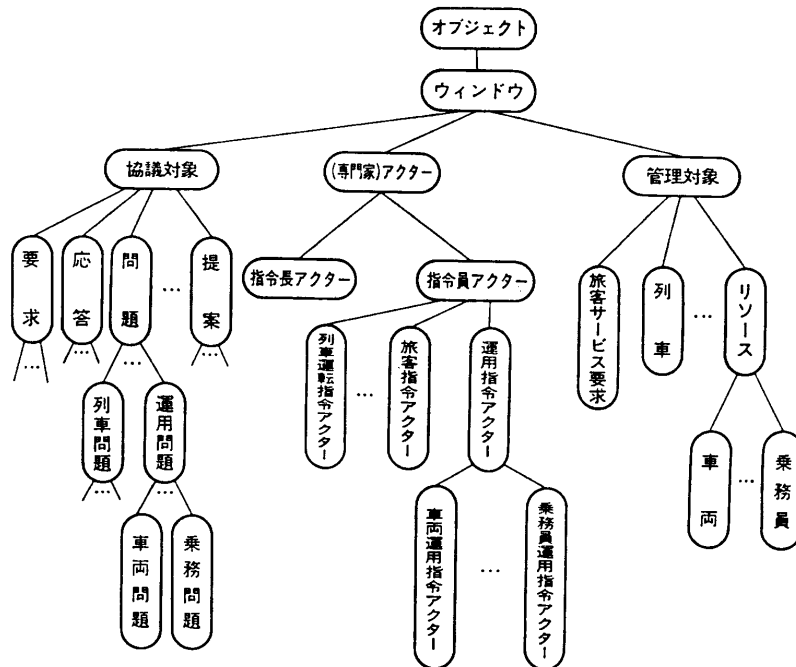 オブジェクト
ウィンドウ
協議対象
(専門家)アクター
管理対象
要求
応答
問題
…
提案
指令長アクター
指令員アクター
旅客サービス要求
列車
…
リソース
…
…
…
…
列車運転指令アクター
…
旅客指令アクター
運用指令アクター
列車問題
運用問題
車両
…
乗務員
…
…
車両問題
乗務問題
車両運用指令アクター
…
乗務員運用指令アクター